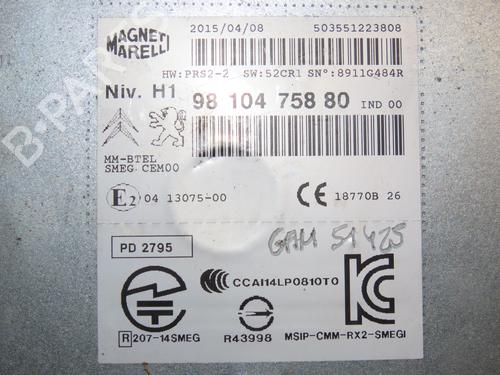 MAGNETI MARELLI
2015/04/08 503551223808
HW:PRS2-2 SW:52CR1 SN°:8911G484R
Niv. H1 98 104 758 80 IND 00
MM-BTEL
SMEG CEM00
E2 04 13075-00 CE 18770B 26
GAM 51425
PD 2795
CCAI14LP0810T0
R 207-14SMEG R43998 MSIP-CMM-RX2-SMEGI
B-PARTS